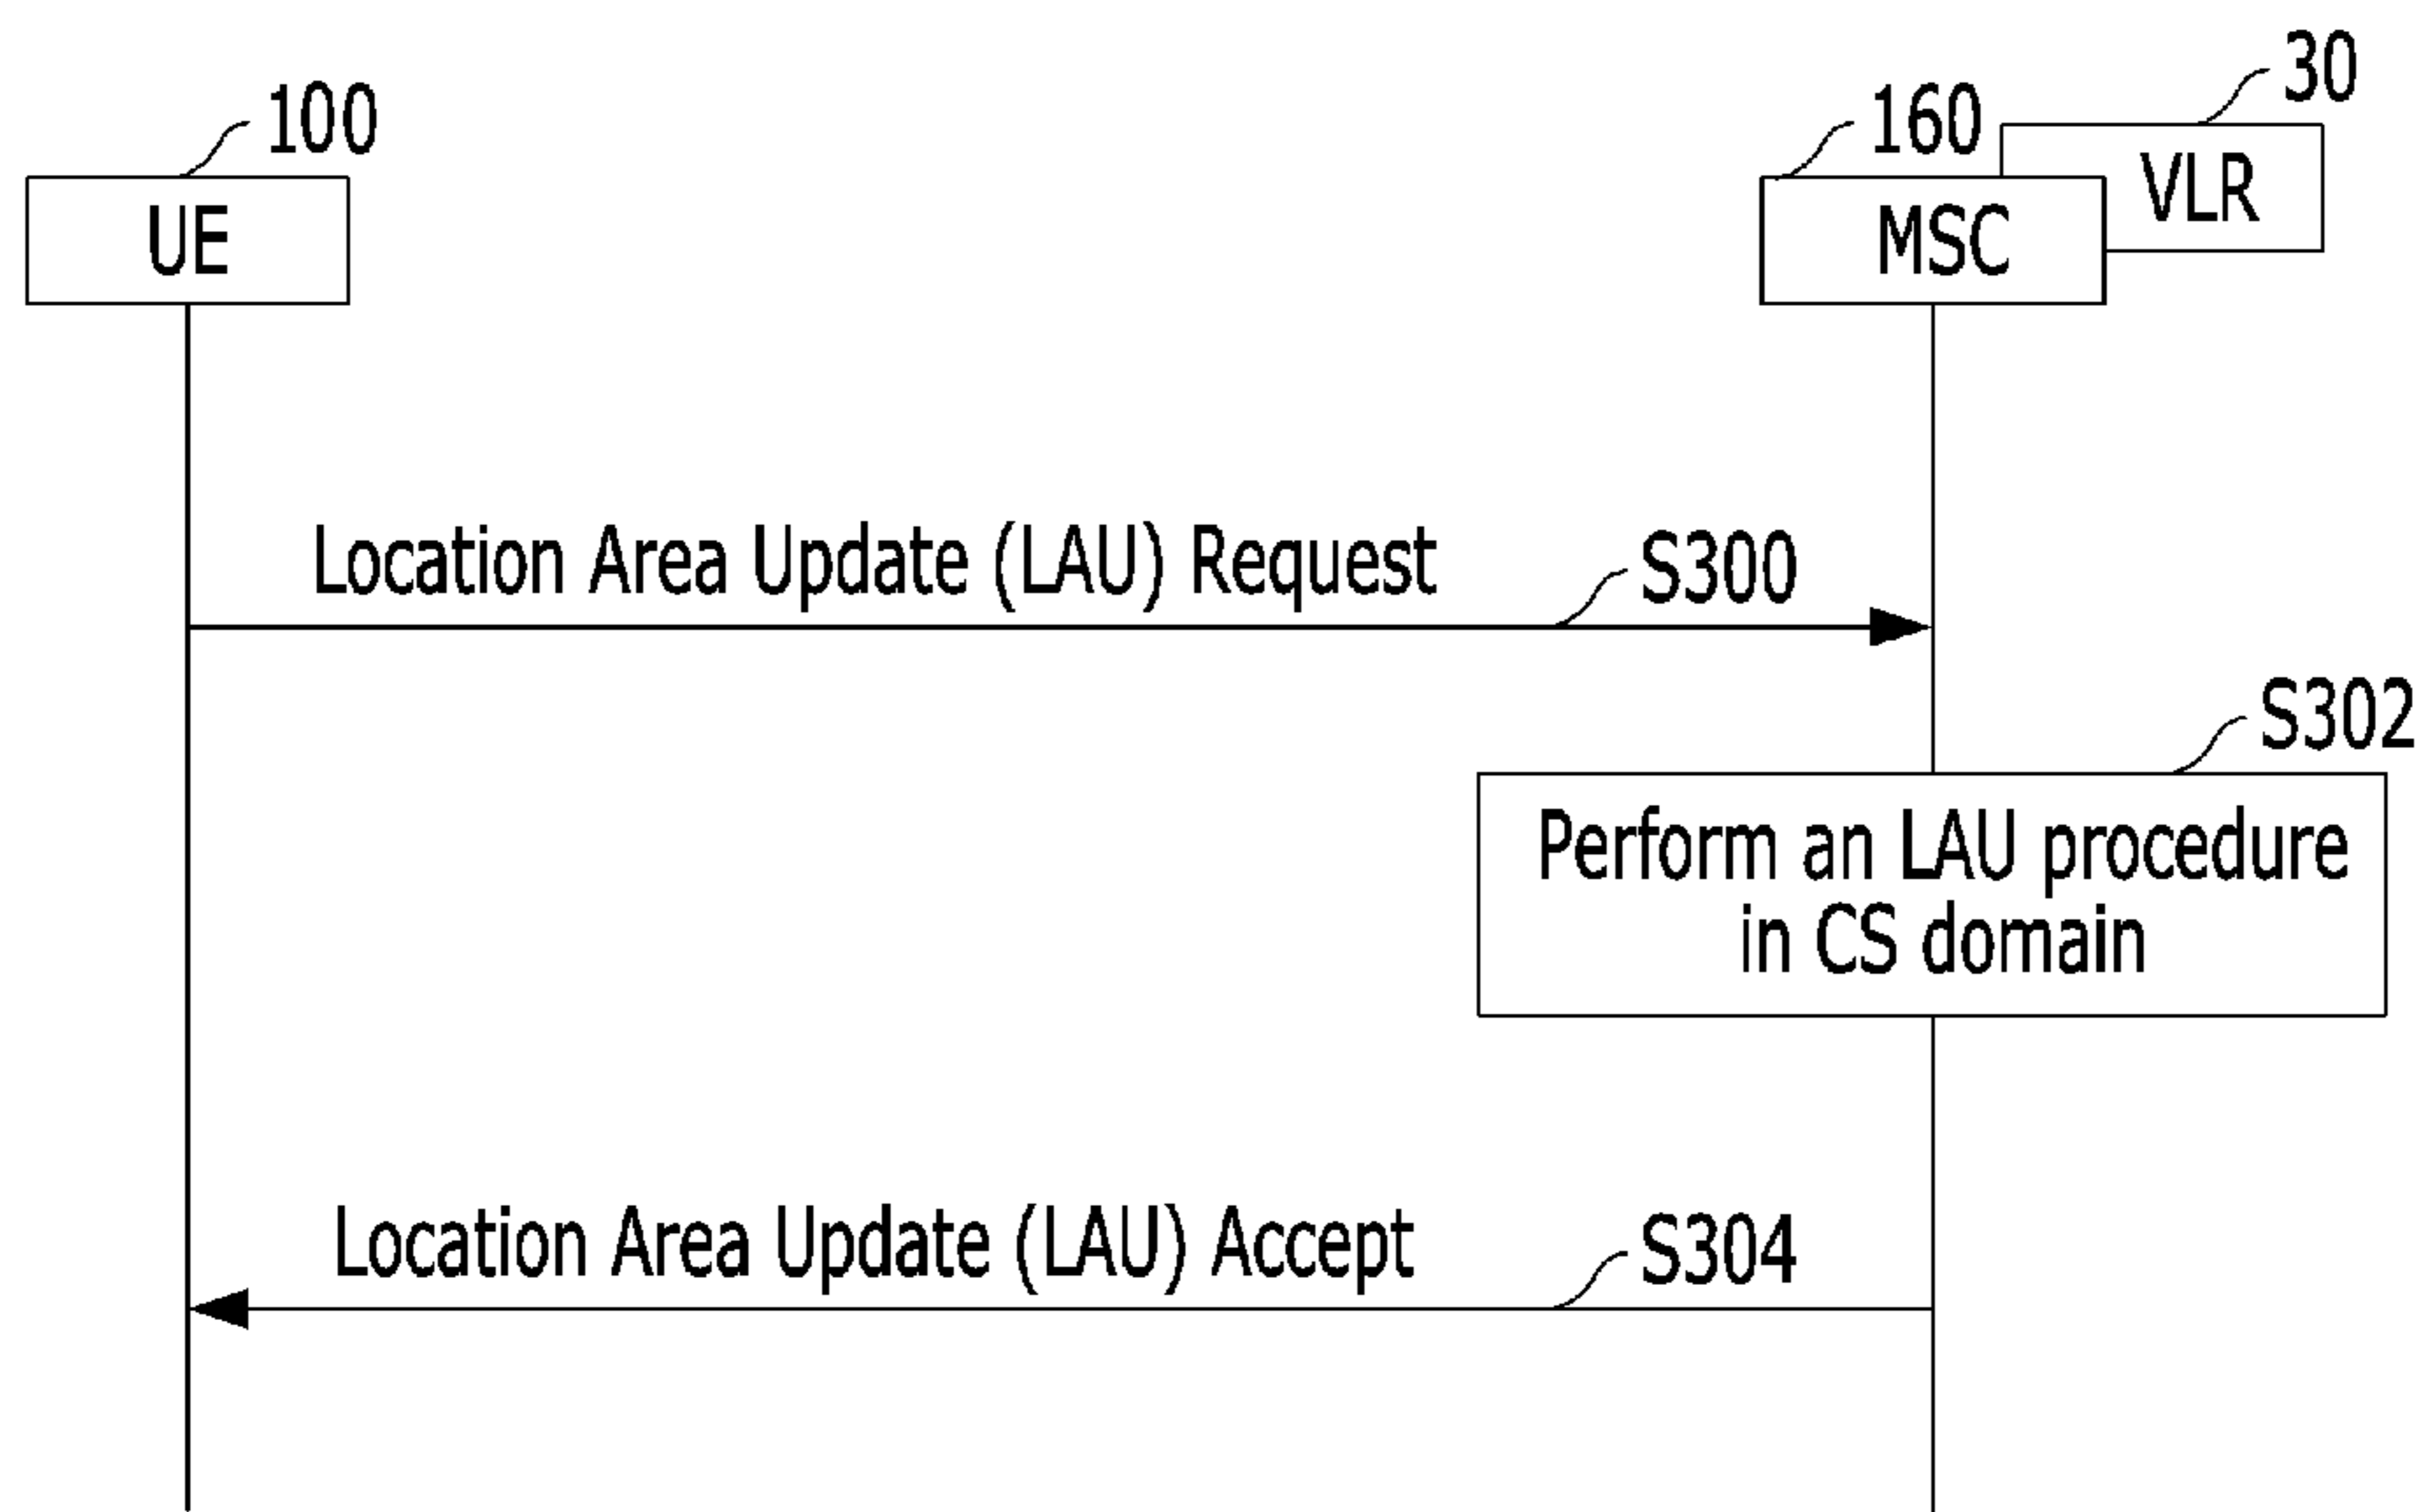 30
100
160
VLR
UE
MSC
Location Area Update (LAU) Request
S300
S302
Perform an LAU procedure
in CS domain
Location Area Update (LAU) Accept
S304